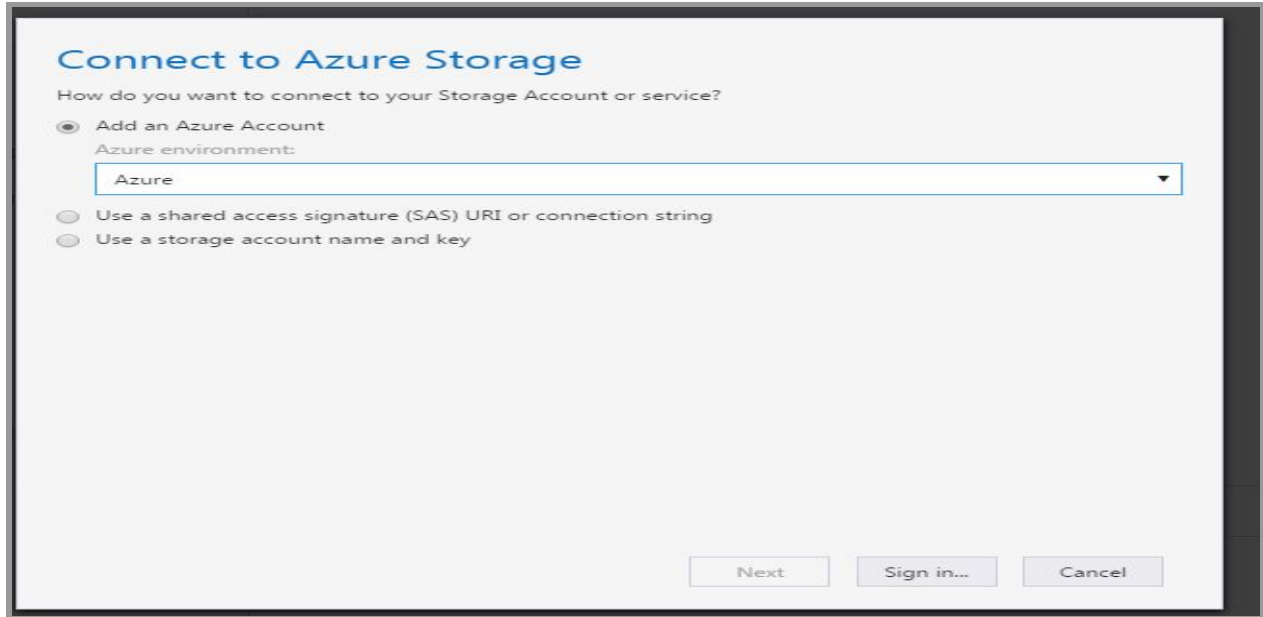 Connect to Azure Storage
How do you want to connect to your Storage Account or service?
Add an Azure Account
Azure environment:
Azure
Use a shared access signature (SAS) URI or connection string
Use a storage account name and key
Next Sign in... Cancel